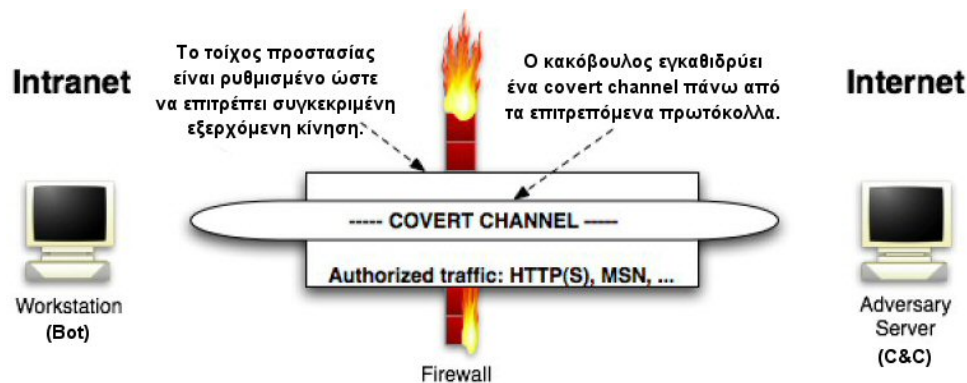 Intranet
Το τοίχος προστασίας
είναι ρυθμισμένο ώστε
να επιτρέπει συγκεκριμένη
εξερχόμενη κίνηση.
Ο κακόβουλος εγκαθιδρύει
ένα covert channel πάνω από
τα επιτρεπόμενα πρωτόκολλα.
Internet
----- COVERT CHANNEL -----
Authorized traffic: HTTP(S), MSN, ...
Workstation
(Bot)
Adversary
Server
(C&C)
Firewall